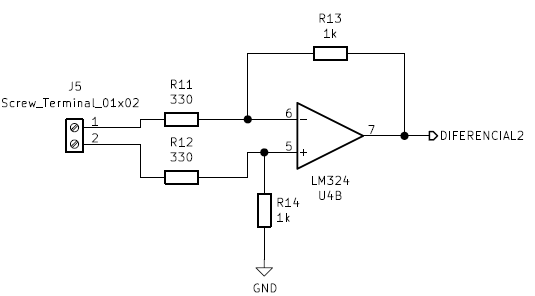 R13
1k
J5
Screw_Terminal_01x02
R11
330
1
2
6
7
DIFERENCIAL2
R12
330
5
LM324
U4B
R14
1k
GND